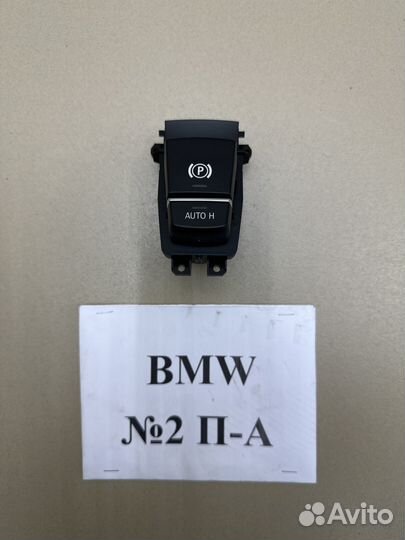 (P)
AUTO H
BMW
№2 П-А
Avito